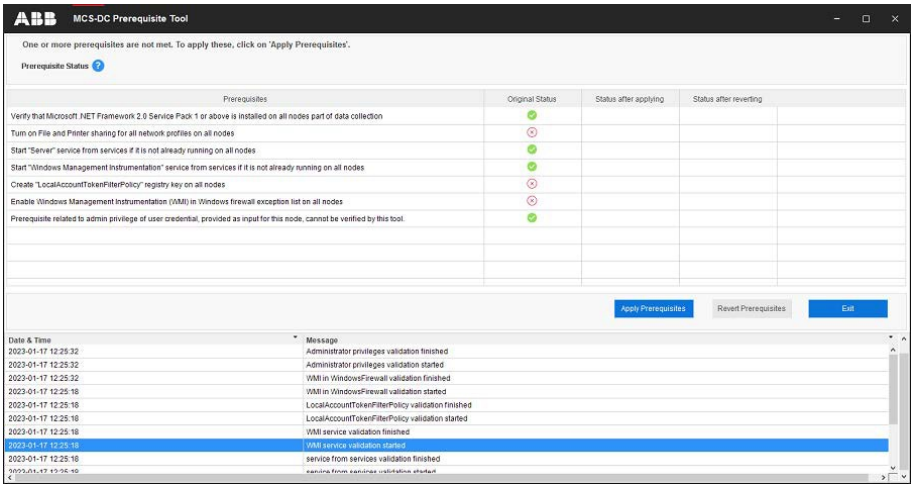 ABB MCS-DC Prerequisite Tool
One or more prerequisites are not met. To apply these, click on 'Apply Prerequisites'.
Prerequisite Status ?
Prerequisites Original Status Status after applying Status after reverting
Verify that Microsoft .NET Framework 2.0 Service Pack 1 or above is installed on all nodes part of data collection
Turn on File and Printer sharing for all network profiles on all nodes
Start "Server" service from services if it is not already running on all nodes
Start "Windows Management Instrumentation" service from services if it is not already running on all nodes
Create "LocalAccountTokenFilterPolicy" registry key on all nodes
Enable Windows Management Instrumentation (WMI) in Windows firewall exception list on all nodes
Prerequisite related to admin privilege of user credential, provided as input for this node, cannot be verified by this tool.
Apply Prerequisites Revert Prerequisites Exit
Date & Time Message
2023-01-17 12:25:32 Administrator privileges validation finished
2023-01-17 12:25:32 Administrator privileges validation started
2023-01-17 12:25:32 WMI in WindowsFirewall validation finished
2023-01-17 12:25:18 WMI in WindowsFirewall validation started
2023-01-17 12:25:18 LocalAccountTokenFilterPolicy validation finished
2023-01-17 12:25:18 LocalAccountTokenFilterPolicy validation started
2023-01-17 12:25:18 WMI service validation finished
2023-01-17 12:25:18 WMI service validation started
2023-01-17 12:25:18 service from services validation finished
2023-01-17 12:25:18 service from services validation started